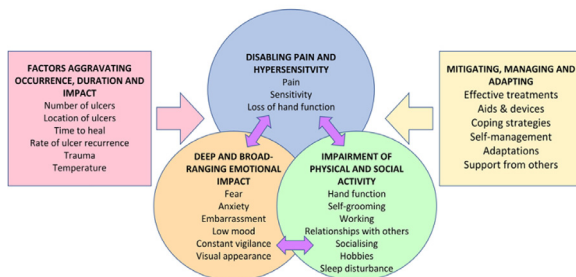 FACTORS AGGRAVATING
OCCURRENCE, DURATION AND
IMPACT
Number of ulcers
Location of ulcers
Time to heal
Rate of ulcer recurrence
Trauma
Temperature
DISABLING PAIN AND
HYPERSENSITVITY
Pain
Sensitivity
Loss of hand function
MITIGATING, MANAGING AND
ADAPTING
Effective treatments
Aids & devices
Coping strategies
Self-management
Adaptations
Support from others
DEEP AND BROAD-
RANGING EMOTIONAL
IMPACT
Fear
Anxiety
Embarrassment
Low mood
Constant vigilance
Visual appearance
IMPAIRMENT OF
PHYSICAL AND SOCIAL
ACTIVITY
Hand function
Self-grooming
Working
Relationships with others
Socialising
Hobbies
Sleep disturbance